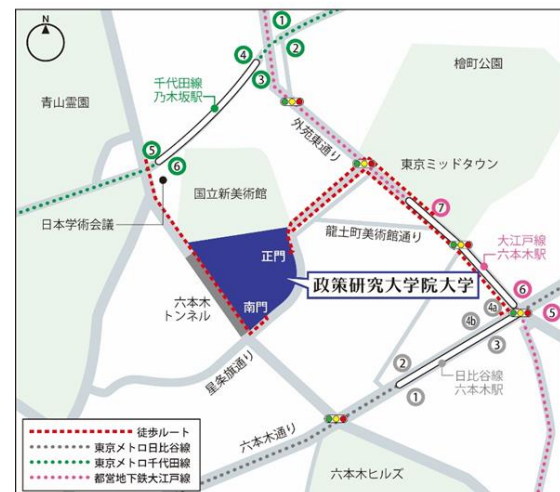 N
①
②
④
③
檜町公園
青山霊園
千代田線
乃木坂駅
外苑東通り
⑤
⑥
東京ミッドタウン
国立新美術館
⑦
日本学術会議
龍土町美術館通り
大江戸線
六本木駅
正門
政策研究大学院大学
六本木
トンネル
南門
⑥
4a
⑤
4b
③
星条旗通り
②
①
日比谷線
六本木駅
六本木通り
六本木ヒルズ
徒歩ルート
東京メトロ日比谷線
東京メトロ千代田線
都営地下鉄大江戸線